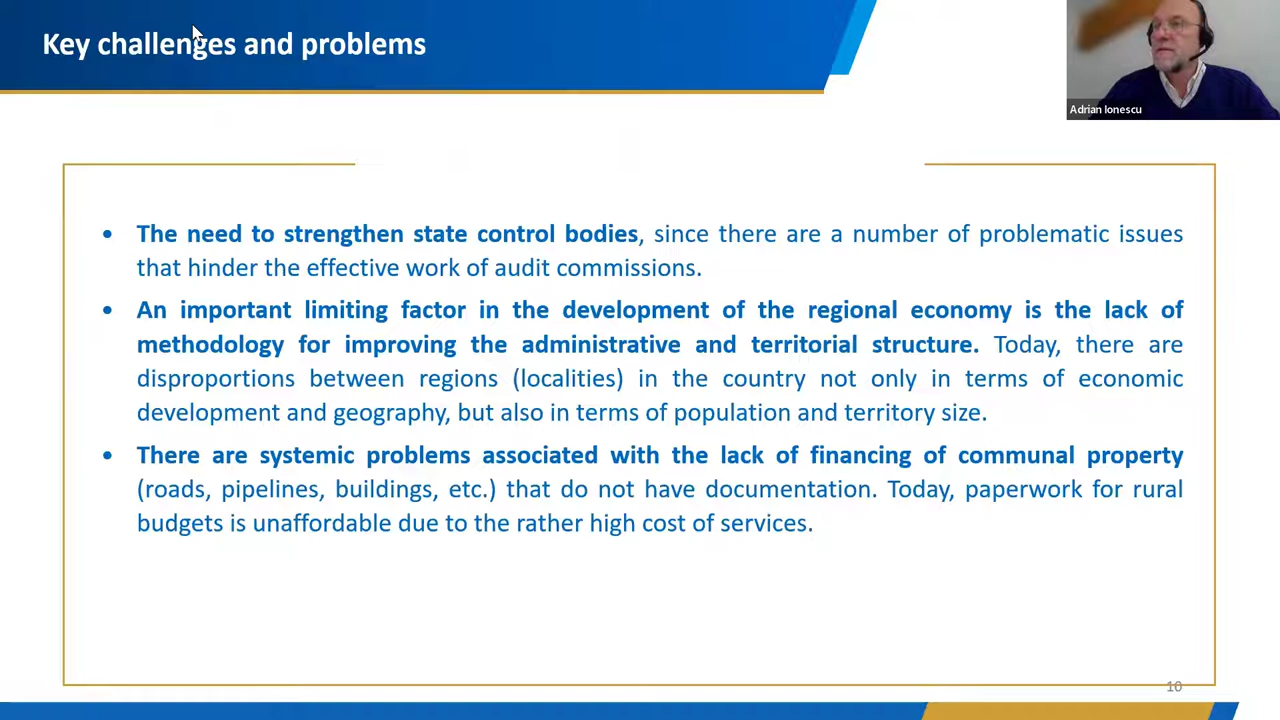 Key challenges and problems
Adrian Ionescu
• The need to strengthen state control bodies, since there are a number of problematic issues
that hinder the effective work of audit commissions.
• An important limiting factor in the development of the regional economy is the lack of
methodology for improving the administrative and territorial structure. Today, there are
disproportions between regions (localities) in the country not only in terms of economic
development and geography, but also in terms of population and territory size.
• There are systemic problems associated with the lack of financing of communal property
(roads, pipelines, buildings, etc.) that do not have documentation. Today, paperwork for rural
budgets is unaffordable due to the rather high cost of services.
10